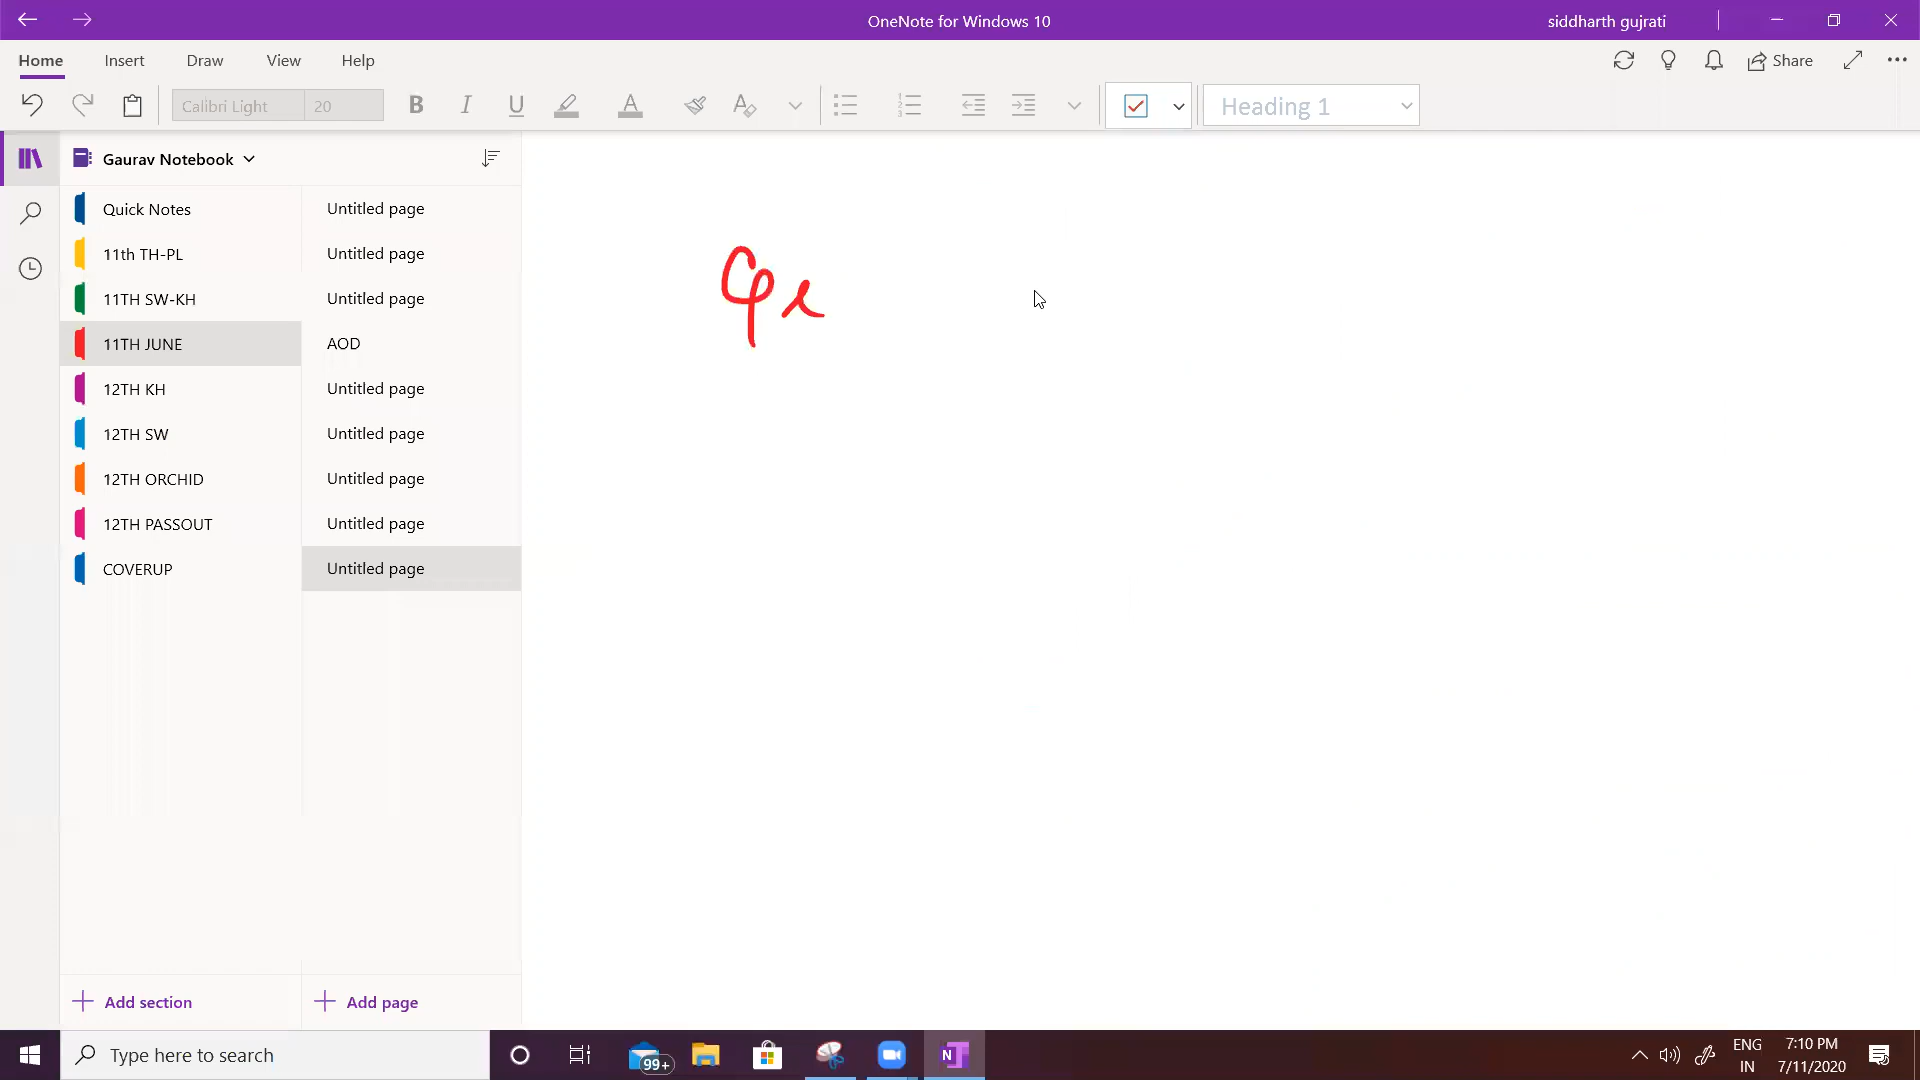 OneNote for Windows 10
siddharth gujrati
Home Insert Draw View Help
Share
Calibri Light 20
B I U A A
Heading 1
Gaurav Notebook
Quick Notes
11th TH-PL
11TH SW-KH
11TH JUNE
12TH KH
12TH SW
12TH ORCHID
12TH PASSOUT
COVERUP
Untitled page
Untitled page
Untitled page
AOD
Untitled page
Untitled page
Untitled page
Untitled page
Untitled page
Add section
Add page
Type here to search
99+
N
ENG
IN
7:10 PM
7/11/2020